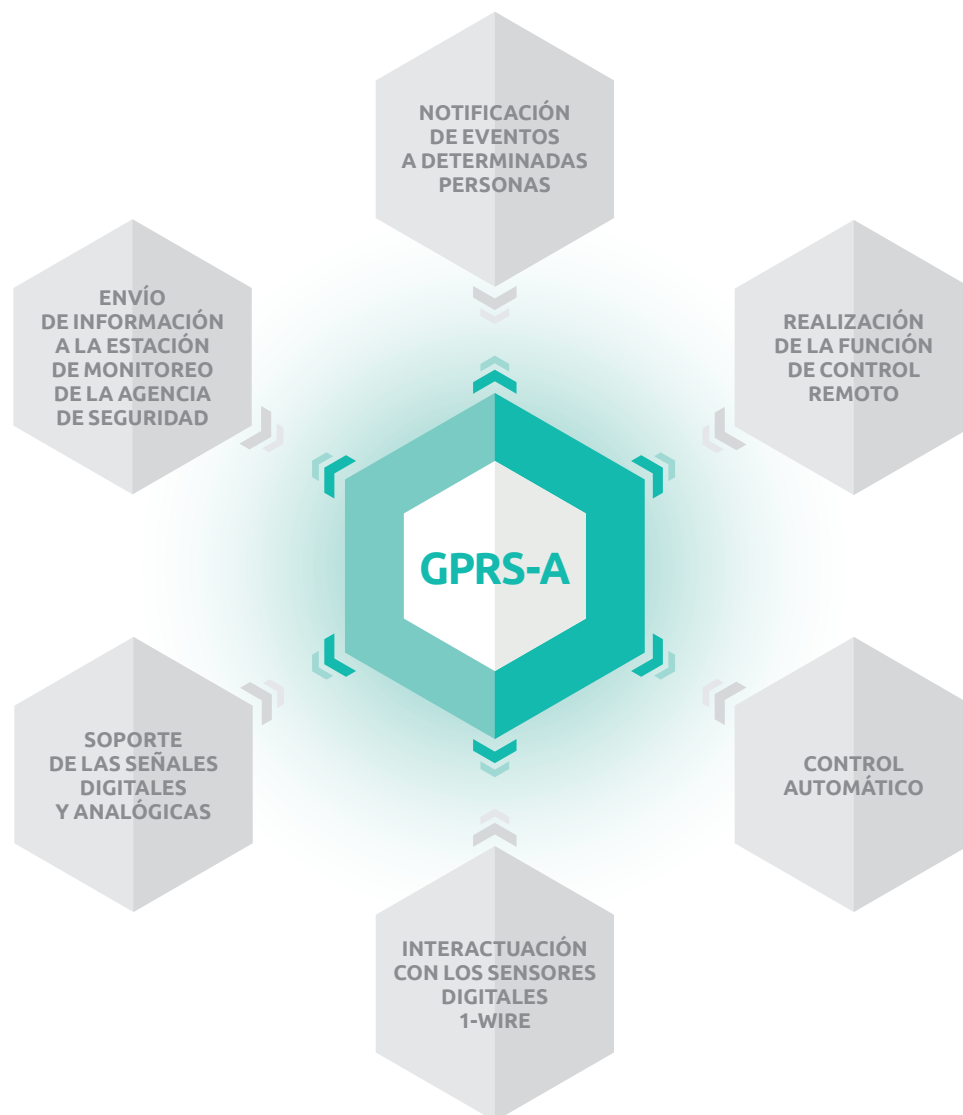 NOTIFICACIÓN
DE EVENTOS
A DETERMINADAS
PERSONAS
ENVÍO
DE INFORMACIÓN
A LA ESTACIÓN
DE MONITOREO
DE LA AGENCIA
DE SEGURIDAD
REALIZACIÓN
DE LA FUNCIÓN
DE CONTROL
REMOTO
GPRS-A
SOPORTE
DE LAS SEÑALES
DIGITALES
Y ANALÓGICAS
CONTROL
AUTOMÁTICO
INTERACTUACIÓN
CON LOS SENSORES
DIGITALES
1-WIRE